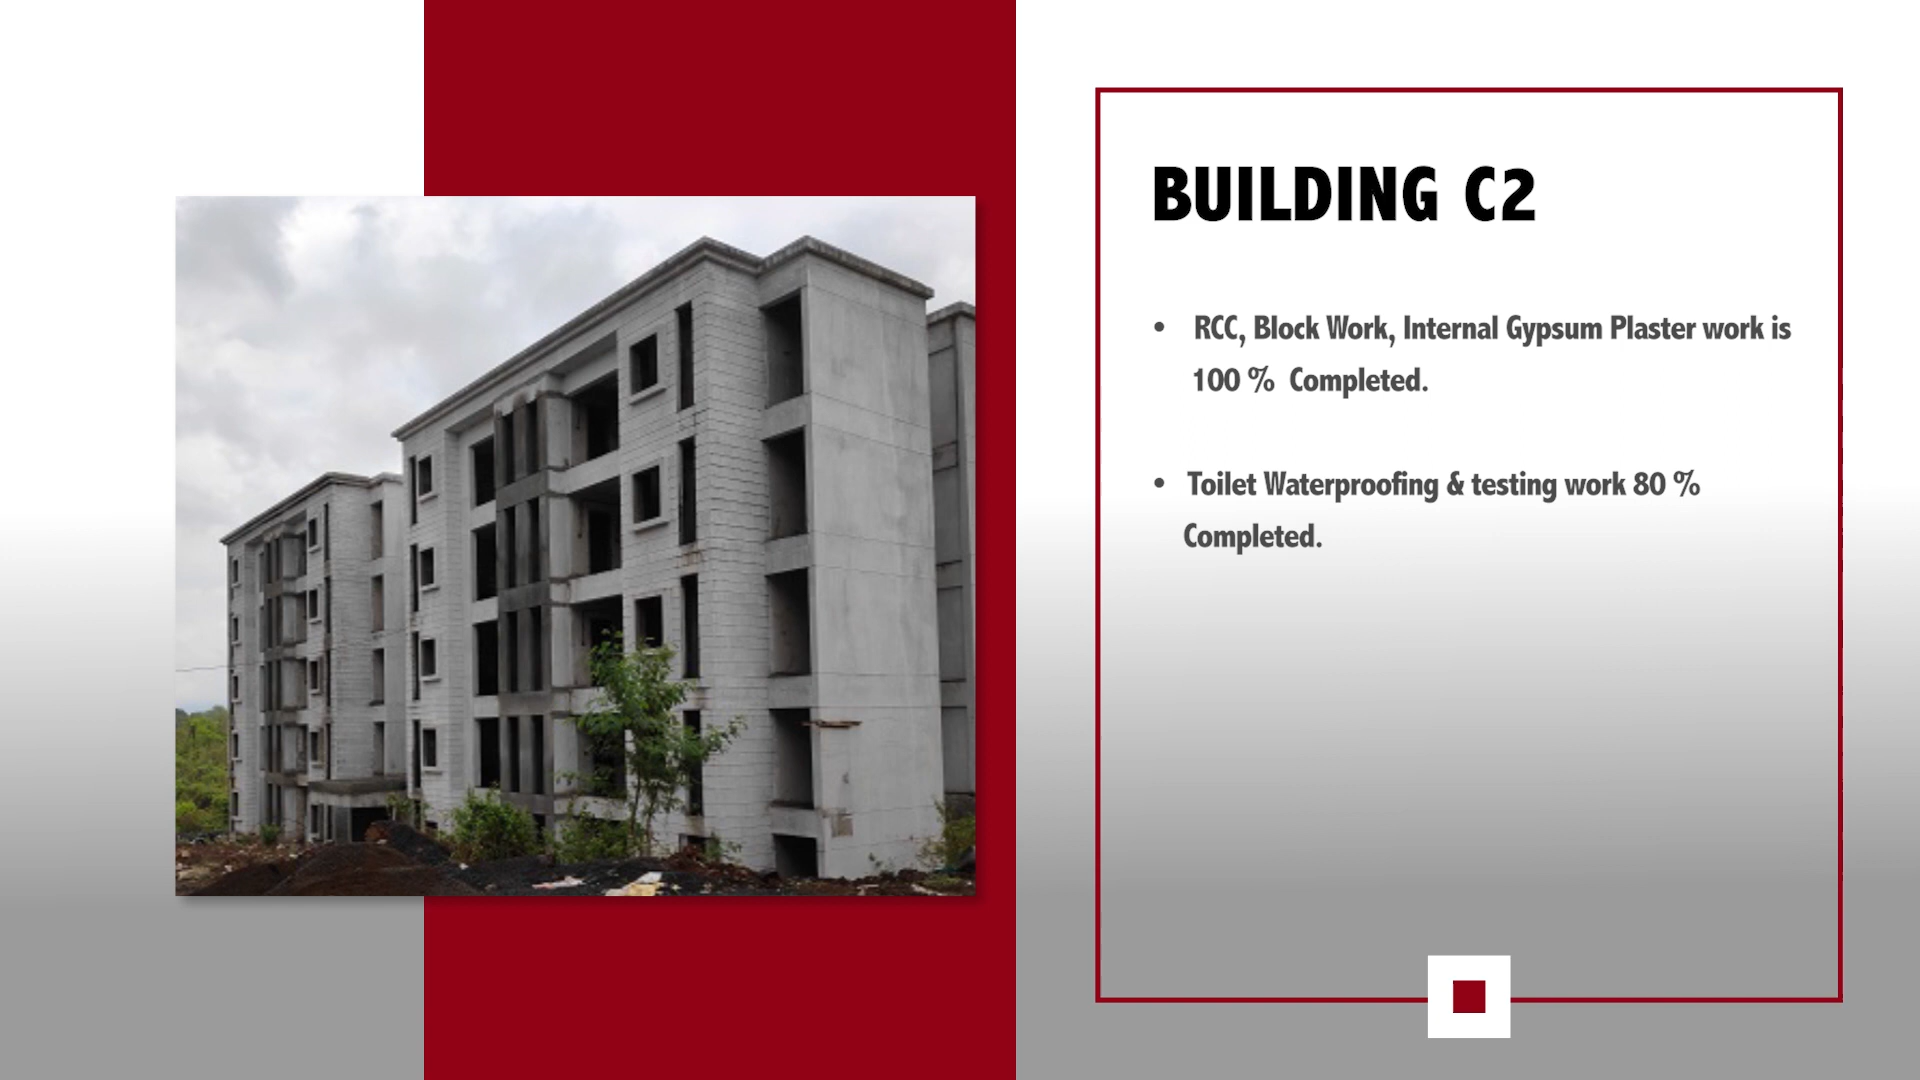 BUILDING C2
• RCC, Block Work, Internal Gypsum Plaster work is
100 % Completed.
• Toilet Waterproofing & testing work 80 %
Completed.